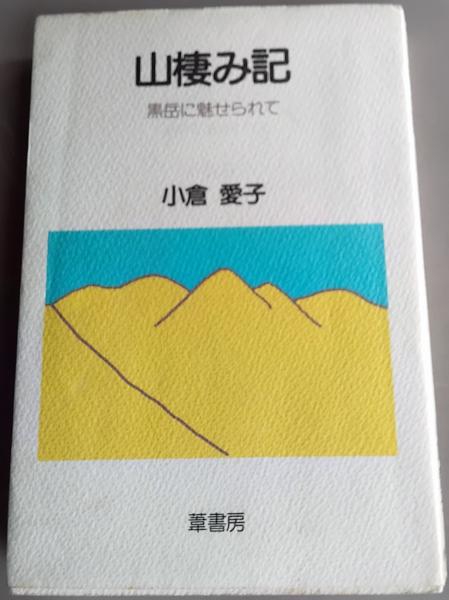 山棲み記
黒岳に魅せられて
小倉 愛子
葦書房